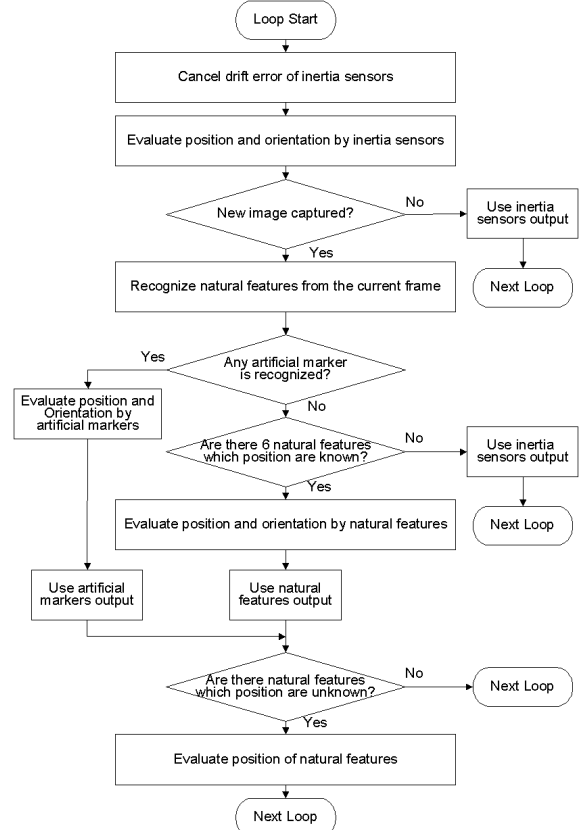 Loop Start
Cancel drift error of inertia sensors
Evaluate position and orientation by inertia sensors
New image captured?
No
Use inertia
sensors output
Next Loop
Yes
Recognize natural features from the current frame
Any artificial marker
is recognized?
Yes
Evaluate position and
Orientation by
artificial markers
No
Are there 6 natural features
which position are known?
No
Use inertia
sensors output
Next Loop
Yes
Evaluate position and orientation by natural features
Use artificial
markers output
Use natural
features output
Are there natural features
which position are unknown?
No
Next Loop
Yes
Evaluate position of natural features
Next Loop